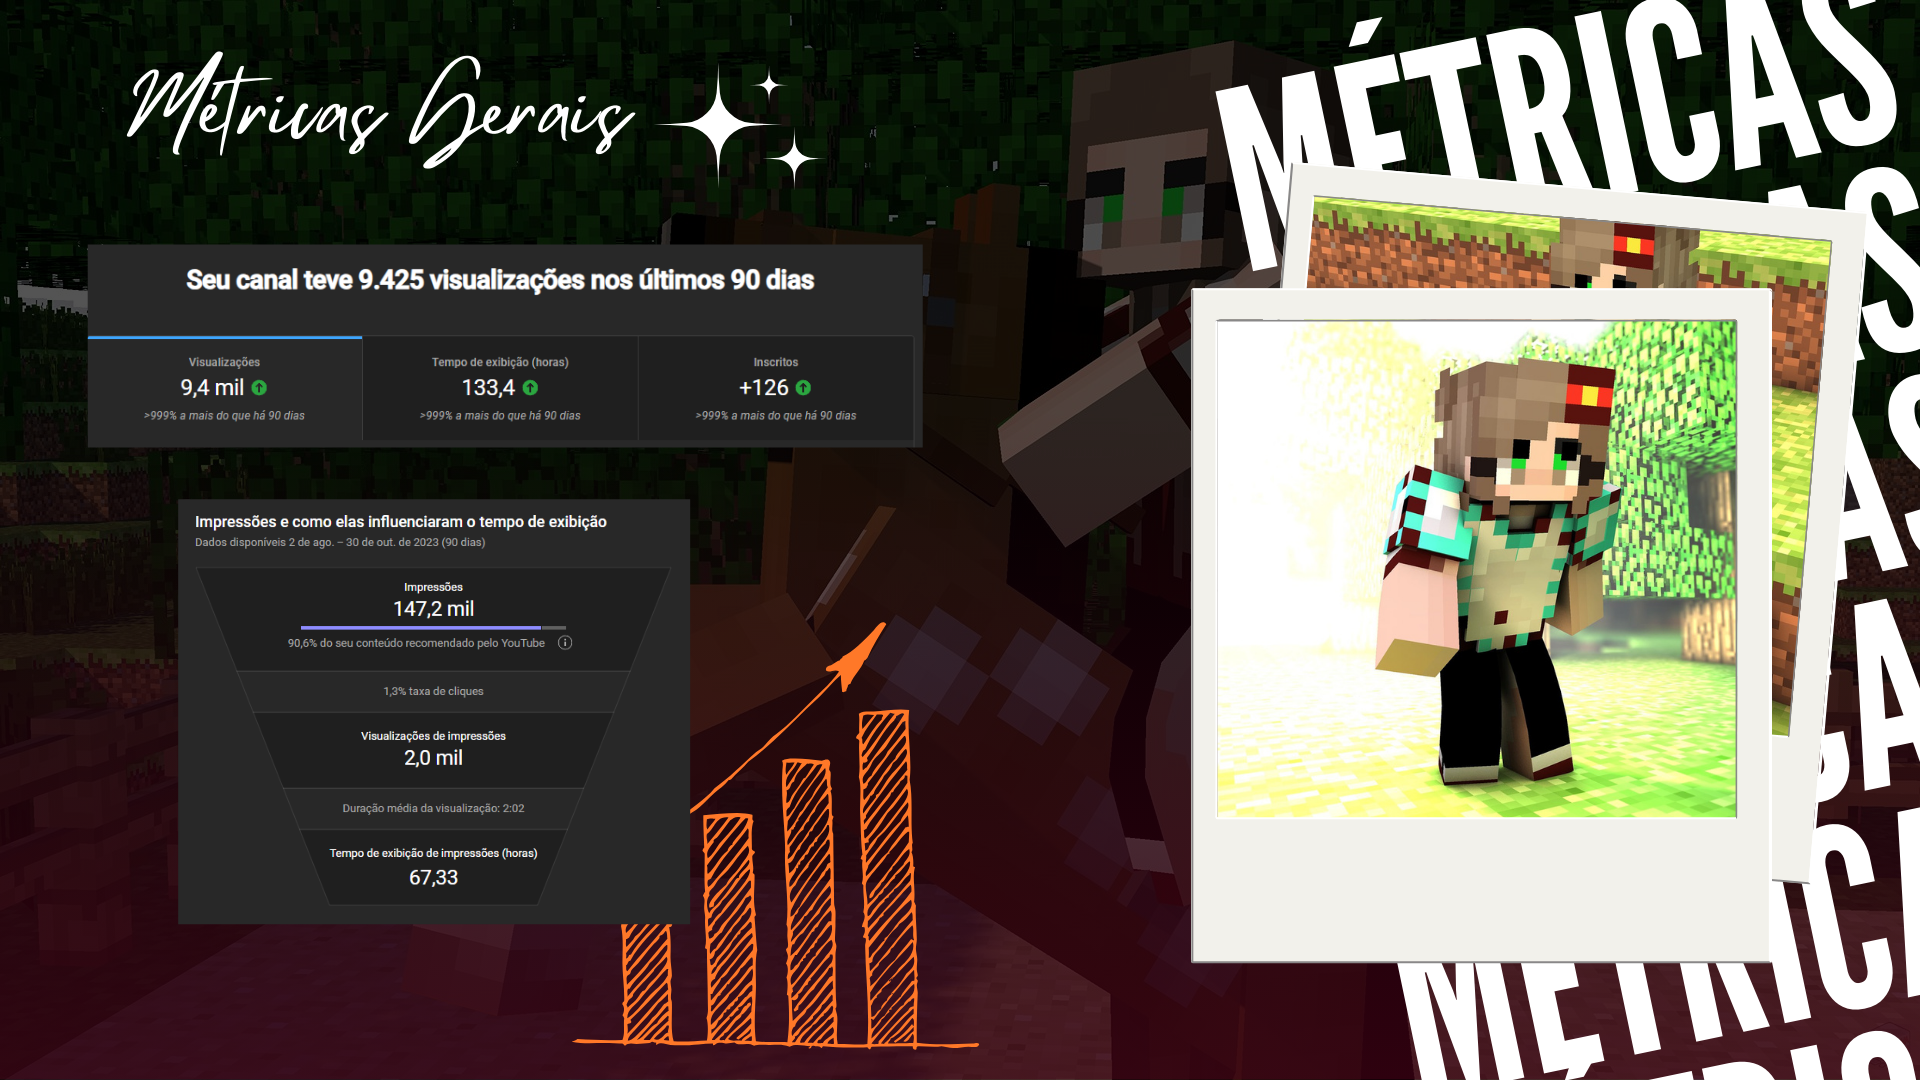 Métricas Gerais
Seu canal teve 9.425 visualizações nos últimos 90 dias
Visualizações
9,4 mil
>999% a mais do que há 90 dias
Tempo de exibição (horas)
133,4
>999% a mais do que há 90 dias
Inscritos
+126
>999% a mais do que há 90 dias
Impressões e como elas influenciaram o tempo de exibição
Dados disponíveis 2 de ago. – 30 de out. de 2023 (90 dias)
Impressões
147,2 mil
90,6% do seu conteúdo recomendado pelo YouTube
1,3% taxa de cliques
Visualizações de impressões
2,0 mil
Duração média da visualização: 2:02
Tempo de exibição de impressões (horas)
67,33
MÉTRICAS